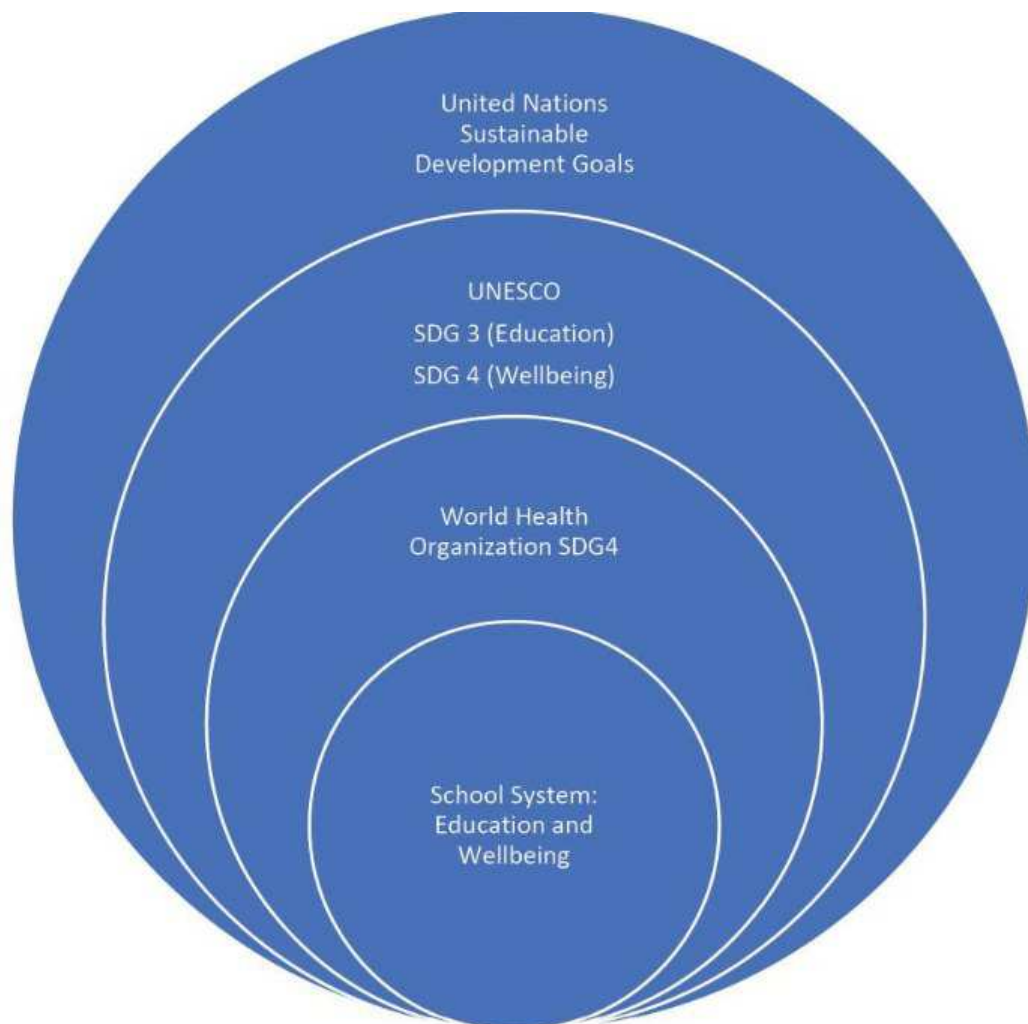 United Nations
Sustainable
Development Goals
UNESCO
SDG 3 (Education)
SDG 4 (Wellbeing)
World Health
Organization SDG4
School System:
Education and
Wellbeing